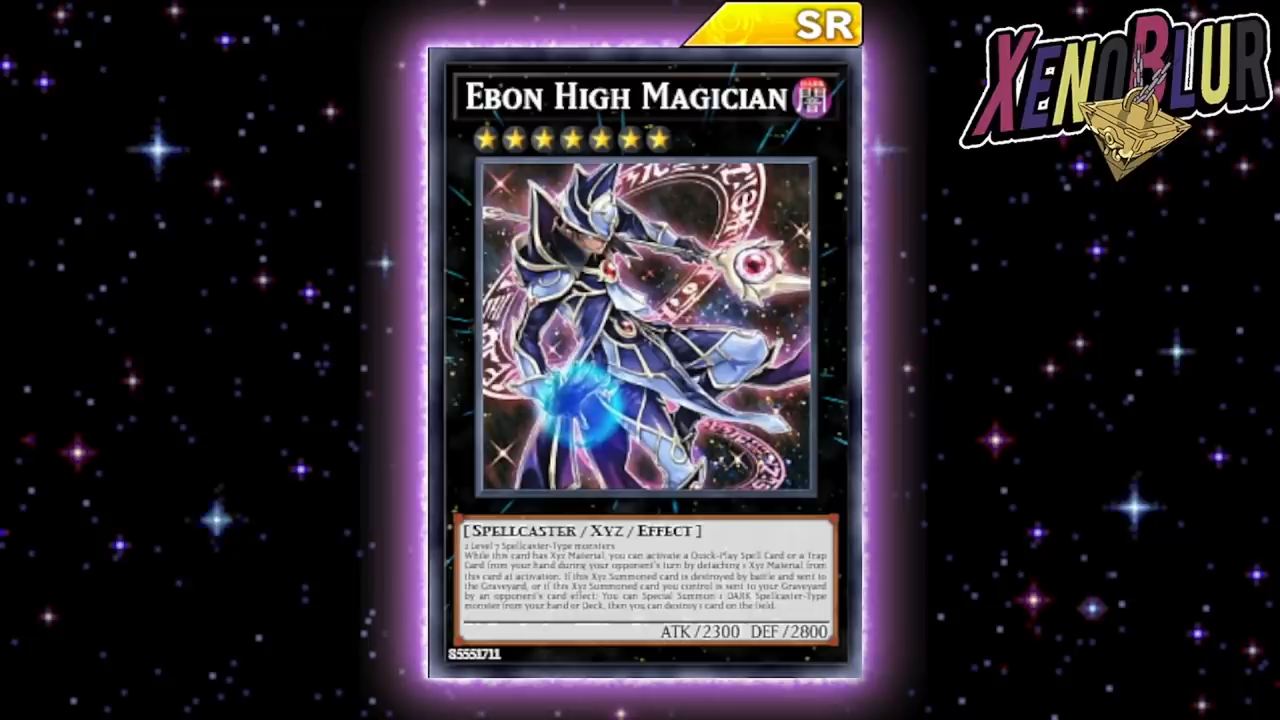 SR
XENOBLUR
EBON HIGH MAGICIAN
DARK
[ SPELLCASTER / XYZ / EFFECT ]
2 Level 7 Spellcaster-Type monsters
While this card has Xyz Material, you can activate a Quick-Play Spell Card or a Trap
Card from your hand during your opponent's turn by detaching 1 Xyz Material from
this card at activation. If this Xyz Summoned card is destroyed by battle and sent to
the Graveyard, or if this Xyz Summoned card you control is sent to your Graveyard
by an opponent's card effect: You can Special Summon 1 DARK Spellcaster-Type
monster from your hand or Deck, then you can destroy 1 card on the field.
ATK/2300 DEF/2800
85551711